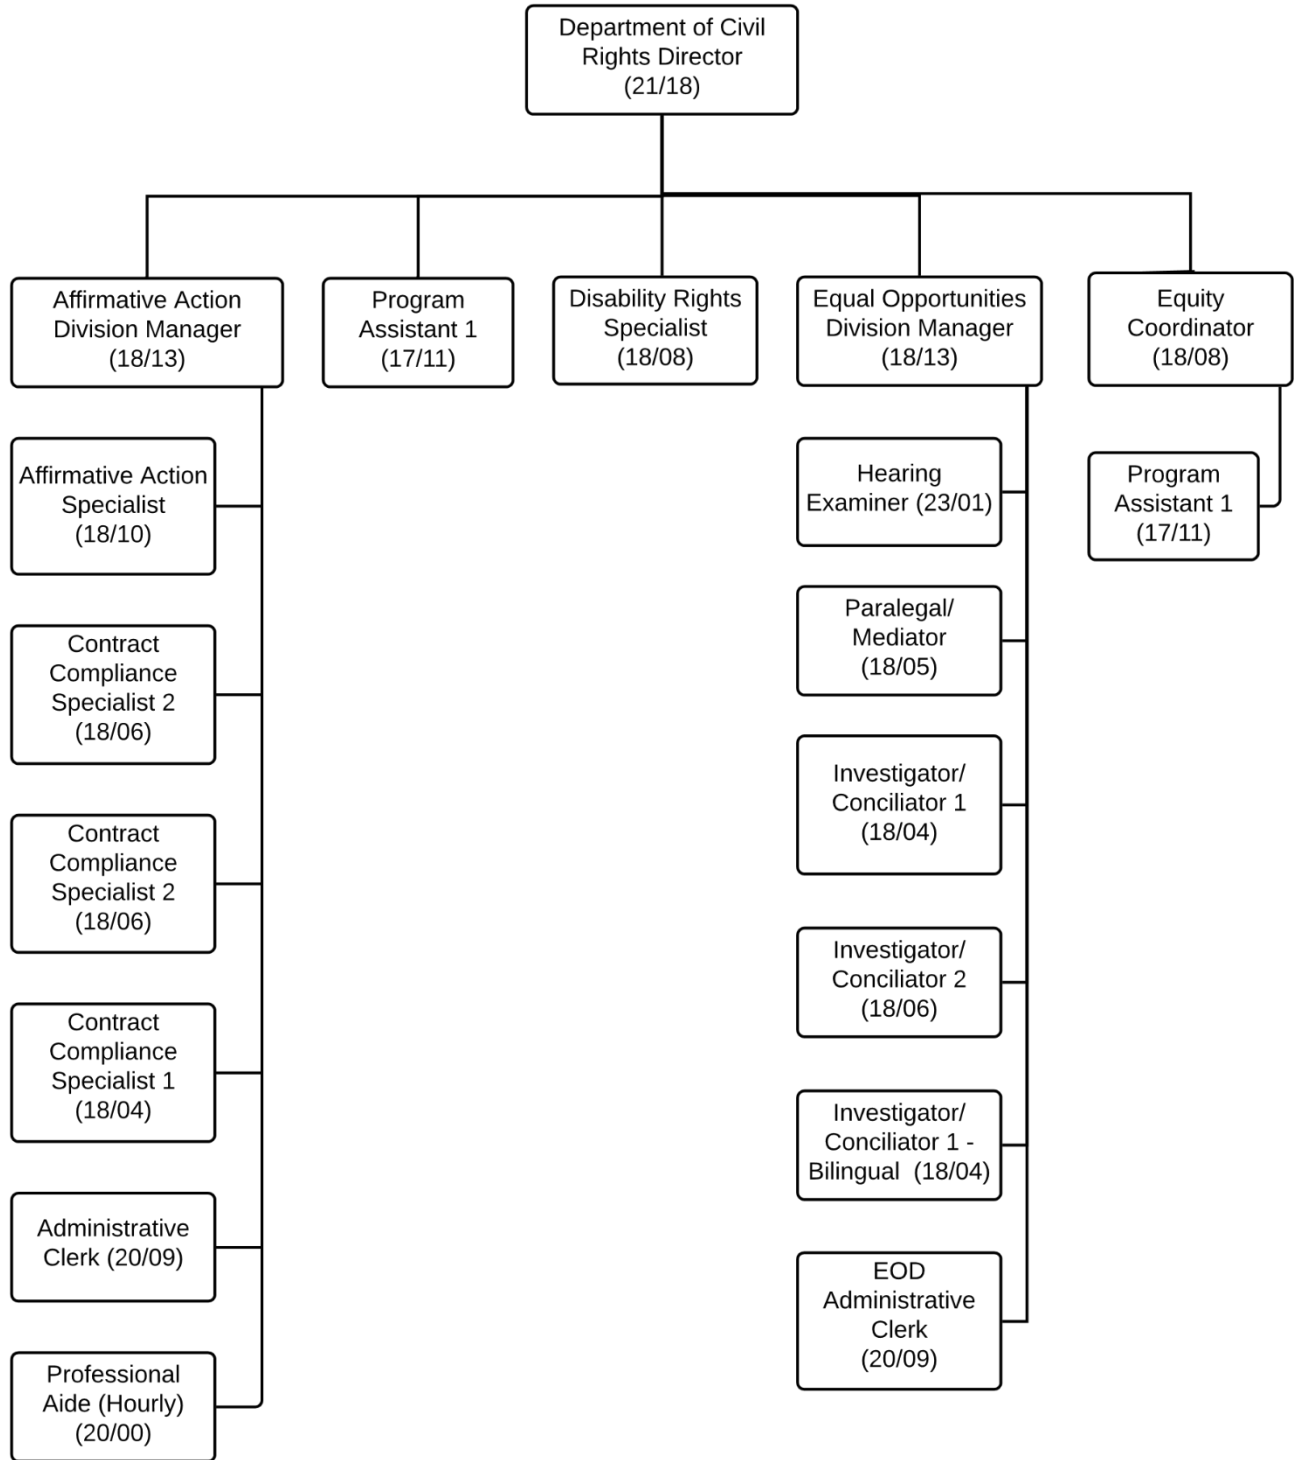 Department of Civil
Rights Director
(21/18)
Affirmative Action
Division Manager
(18/13)
Program
Assistant 1
(17/11)
Disability Rights
Specialist
(18/08)
Equal Opportunities
Division Manager
(18/13)
Equity
Coordinator
(18/08)
Affirmative Action
Specialist
(18/10)
Contract
Compliance
Specialist 2
(18/06)
Contract
Compliance
Specialist 2
(18/06)
Contract
Compliance
Specialist 1
(18/04)
Administrative
Clerk (20/09)
Professional
Aide (Hourly)
(20/00)
Hearing
Examiner (23/01)
Paralegal/
Mediator
(18/05)
Investigator/
Conciliator 1
(18/04)
Investigator/
Conciliator 2
(18/06)
Investigator/
Conciliator 1 -
Bilingual  (18/04)
EOD
Administrative
Clerk
(20/09)
Program
Assistant 1
(17/11)